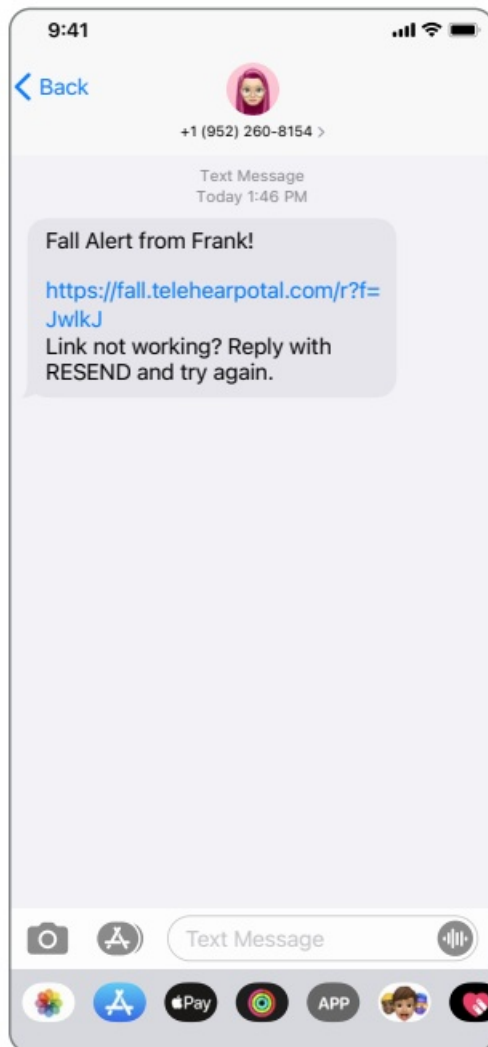 9:41
Back
+1 (952) 260-8154 >
Text Message
Today 1:46 PM
Fall Alert from Frank!
https://fall.telehearpotal.com/r?f=
JwlkJ
Link not working? Reply with
RESEND and try again.
Text Message
Pay
APP